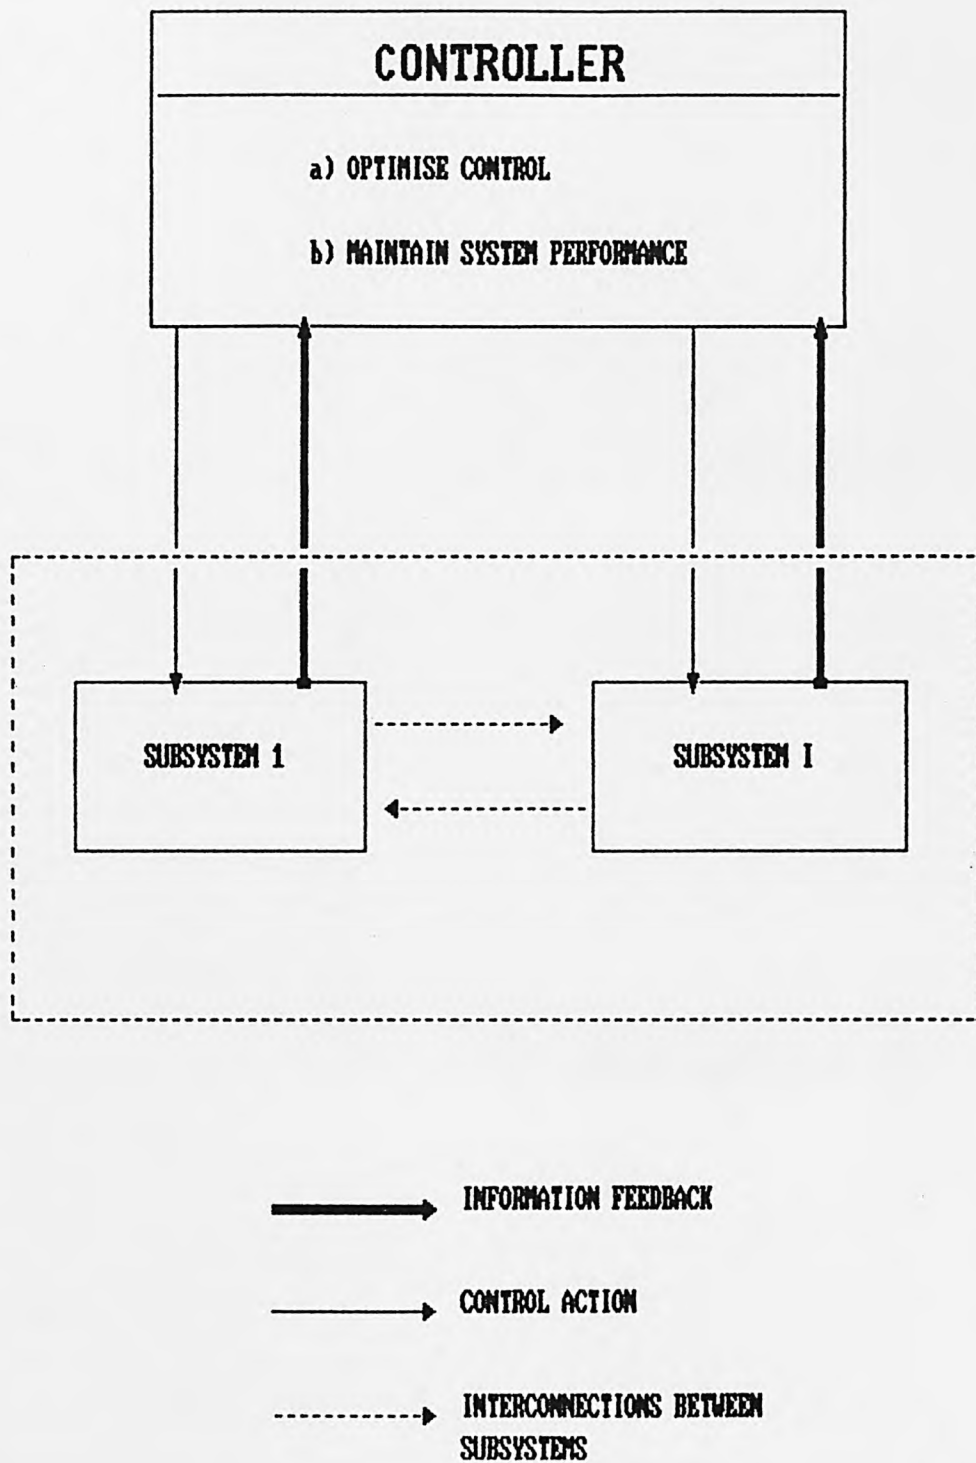 CONTROLLER
a) OPTIMISE CONTROL
b) MAINTAIN SYSTEM PERFORMANCE
SUBSYSTEM 1
SUBSYSTEM I
INFORMATION FEEDBACK
CONTROL ACTION
INTERCONNECTIONS BETWEEN
SUBSYSTEMS